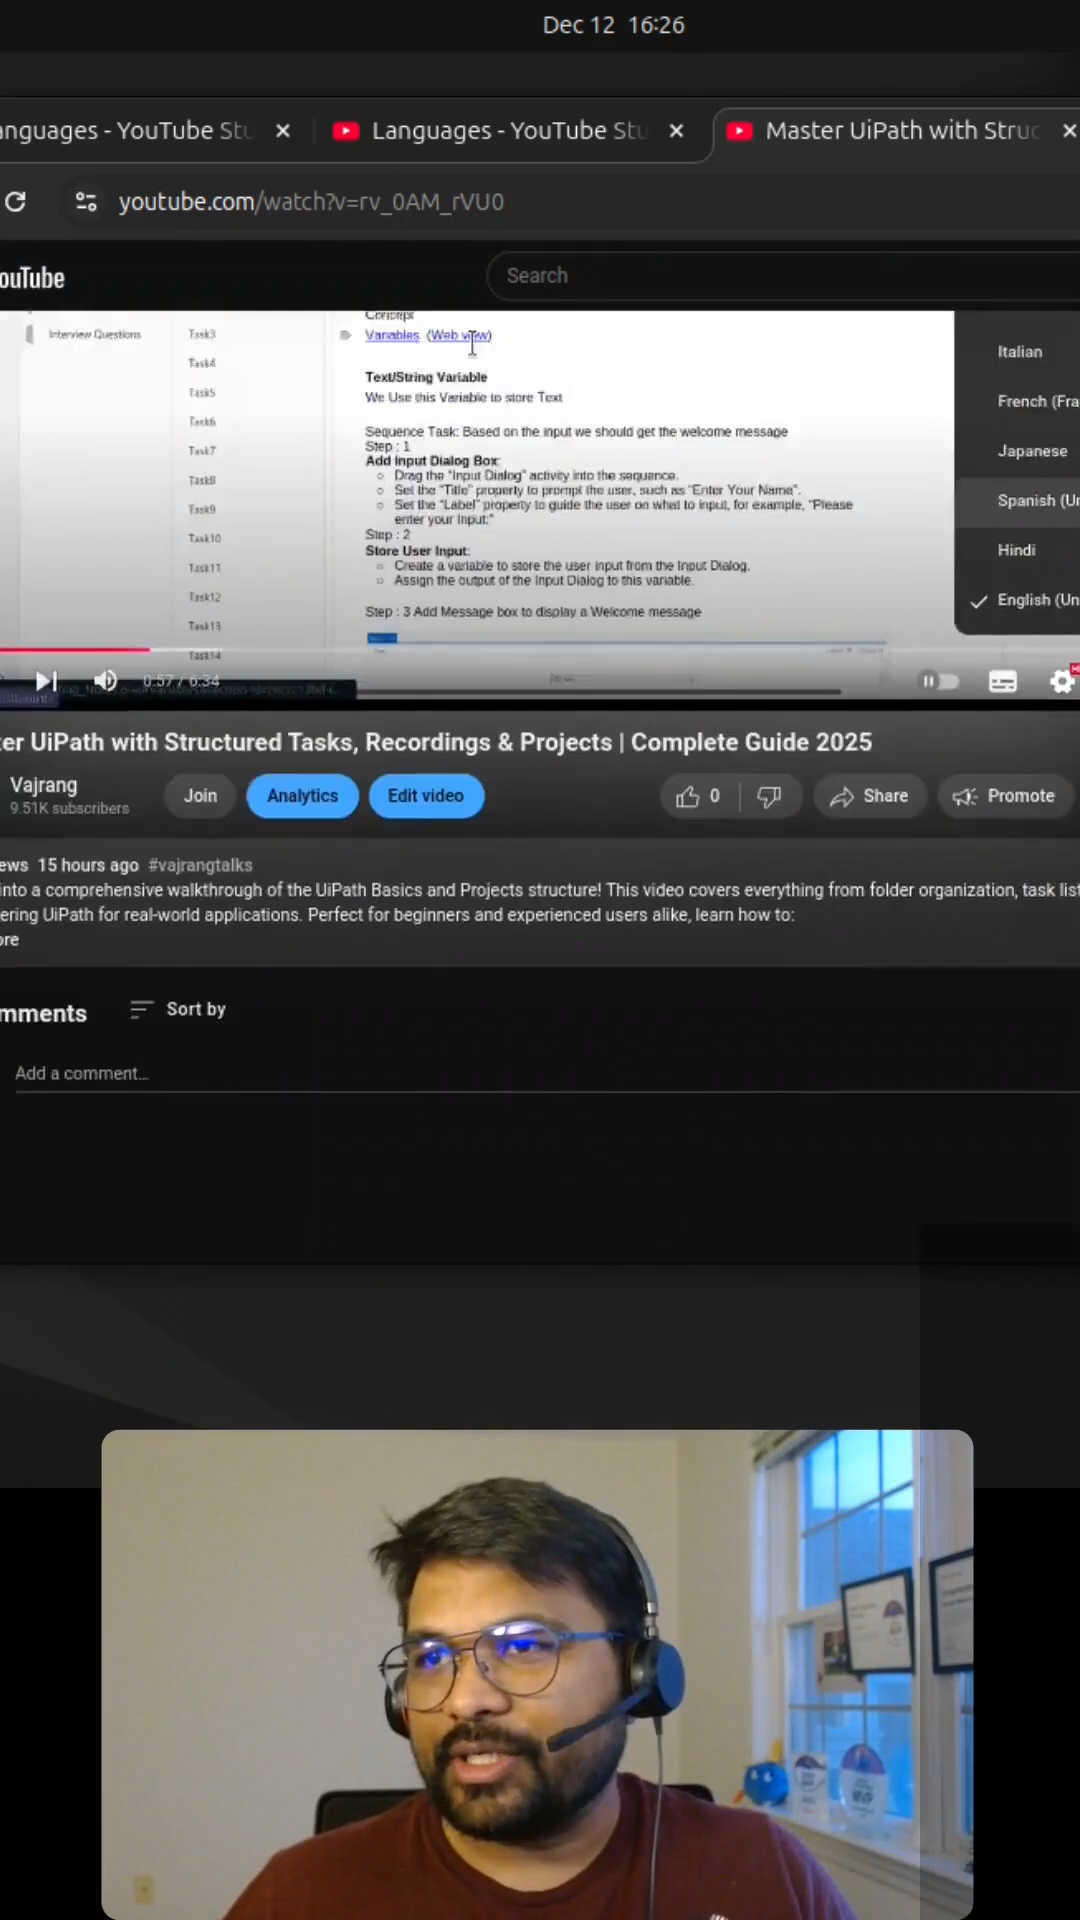 Dec 12 16:26
anguages - YouTube Stu
Languages - YouTube Stu
Master UiPath with Struc
youtube.com/watch?v=rv_0AM_rVU0
ouTube
Search
Concept
Interview Questions
Task3
Task4
Task5
Task6
Task7
Task8
Task9
Task10
Task11
Task12
Task13
Task14
Variables (Web view)
Text/String Variable
We Use this Variable to store Text
Sequence Task: Based on the input we should get the welcome message
Step : 1
Add Input Dialog Box:
Drag the "Input Dialog" activity into the sequence.
Set the "Title" property to prompt the user, such as "Enter Your Name".
Set the "Label" property to guide the user on what to input, for example, "Please
enter your Input:"
Step : 2
Store User Input:
Create a variable to store the user input from the Input Dialog.
Assign the output of the Input Dialog to this variable.
Step : 3 Add Message box to display a Welcome message
Italian
French (Fra
Japanese
Spanish (Un
Hindi
English (Un
0:57 / 6:34
er UiPath with Structured Tasks, Recordings & Projects | Complete Guide 2025
Vajrang
9.51K subscribers
Join
Analytics
Edit video
0
Share
Promote
ews 15 hours ago #vajrangtalks
into a comprehensive walkthrough of the UiPath Basics and Projects structure! This video covers everything from folder organization, task list
ering UiPath for real-world applications. Perfect for beginners and experienced users alike, learn how to:
ore
mments
Sort by
Add a comment...
MVP